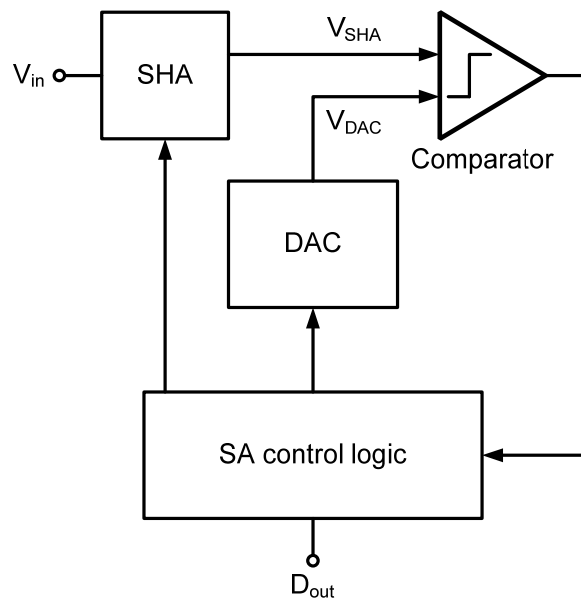 V_SHA
SHA
V_in
V_DAC
Comparator
DAC
SA control logic
D_out